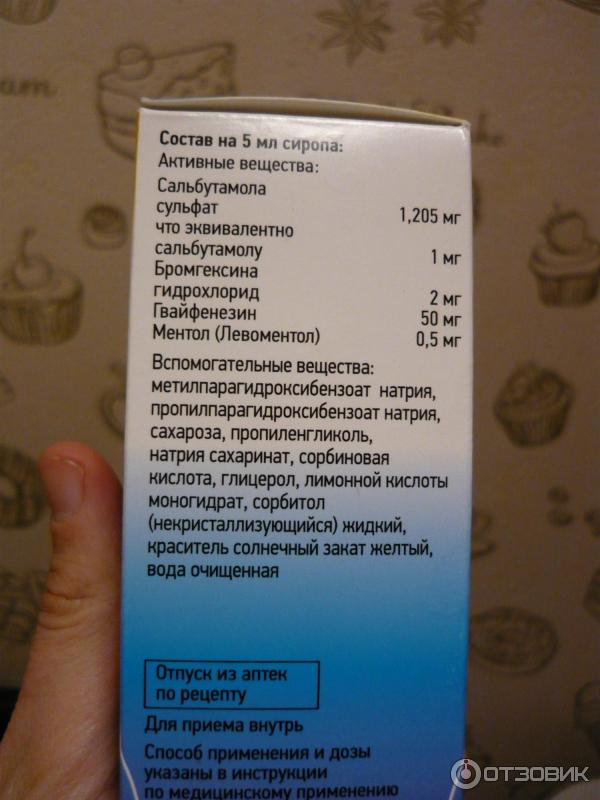 Состав на 5 мл сиропа:
Активные вещества:
Сальбутамола
сульфат 1,205 мг
что эквивалентно
сальбутамолу 1 мг
Бромгексина
гидрохлорид 2 мг
Гвайфенезин 50 мг
Ментол (Левоментол) 0,5 мг
Вспомогательные вещества:
метилпарагидроксибензоат натрия,
пропилпарагидроксибензоат натрия,
сахароза, пропиленгликоль,
натрия сахаринат, сорбиновая
кислота, глицерол, лимонной кислоты
моногидрат, сорбитол
(некристаллизующийся) жидкий,
краситель солнечный закат желтый,
вода очищенная
Отпуск из аптек
по рецепту
Для приема внутрь
Способ применения и дозы
указаны в инструкции
по медицинскому применению
ОТЗОВИК